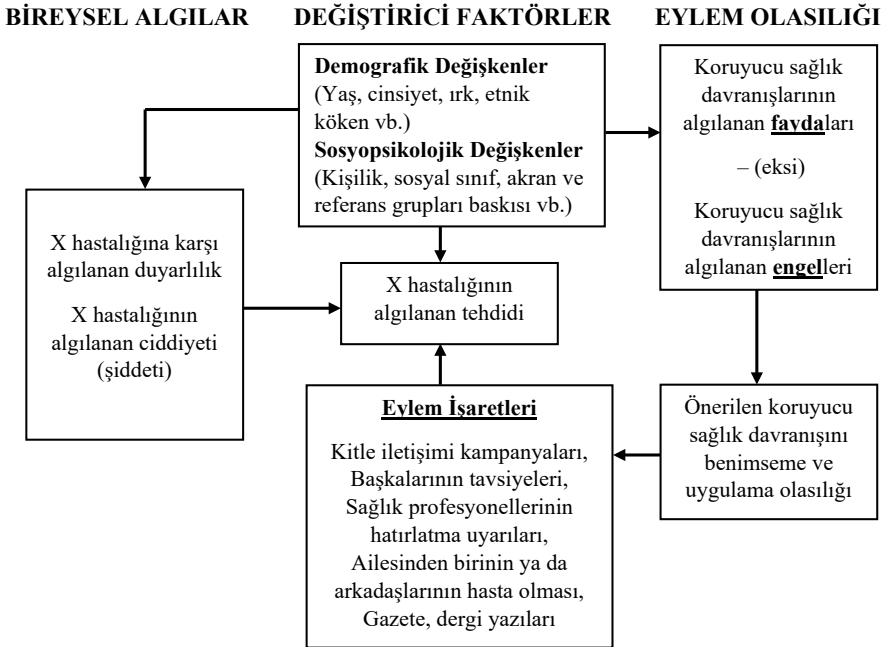 BİREYSEL ALGILAR
DEĞİŞTİRİCİ FAKTÖRLER
EYLEM OLASILIĞI
Demografik Değişkenler
(Yaş, cinsiyet, ırk, etnik
köken vb.)
Sosyopsikolojik Değişkenler
(Kişilik, sosyal sınıf, akran ve
referans grupları baskısı vb.)
Koruyucu sağlık
davranışlarının
algılanan faydaları
– (eksi)
Koruyucu sağlık
davranışlarının
algılanan engelleri
X hastalığına karşı
algılanan duyarlılık
X hastalığının
algılanan ciddiyeti
(şiddeti)
X hastalığının
algılanan tehdidi
Eylem İşaretleri
Kitle iletişimi kampanyaları,
Başkalarının tavsiyeleri,
Sağlık profesyonellerinin
hatırlatma uyarıları,
Ailesinden birinin ya da
arkadaşlarının hasta olması,
Gazete, dergi yazıları
Önerilen koruyucu
sağlık davranışını
benimseme ve
uygulama olasılığı